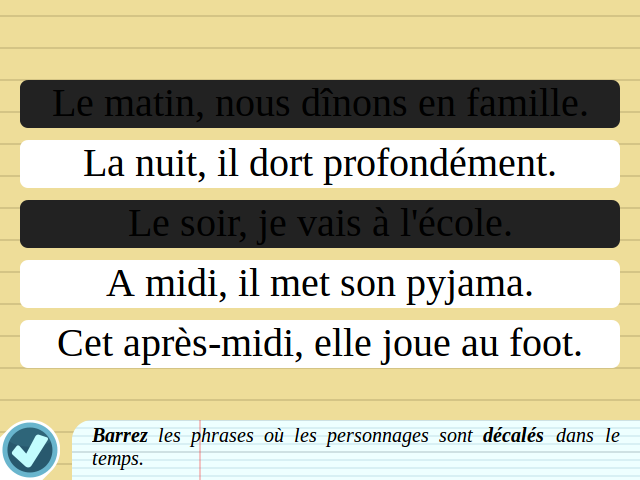 Le matin, nous dînons en famille.
La nuit, il dort profondément.
Le soir, je vais à l'école.
A midi, il met son pyjama.
Cet après-midi, elle joue au foot.
Barrez les phrases où les personnages sont décalés dans le
temps.